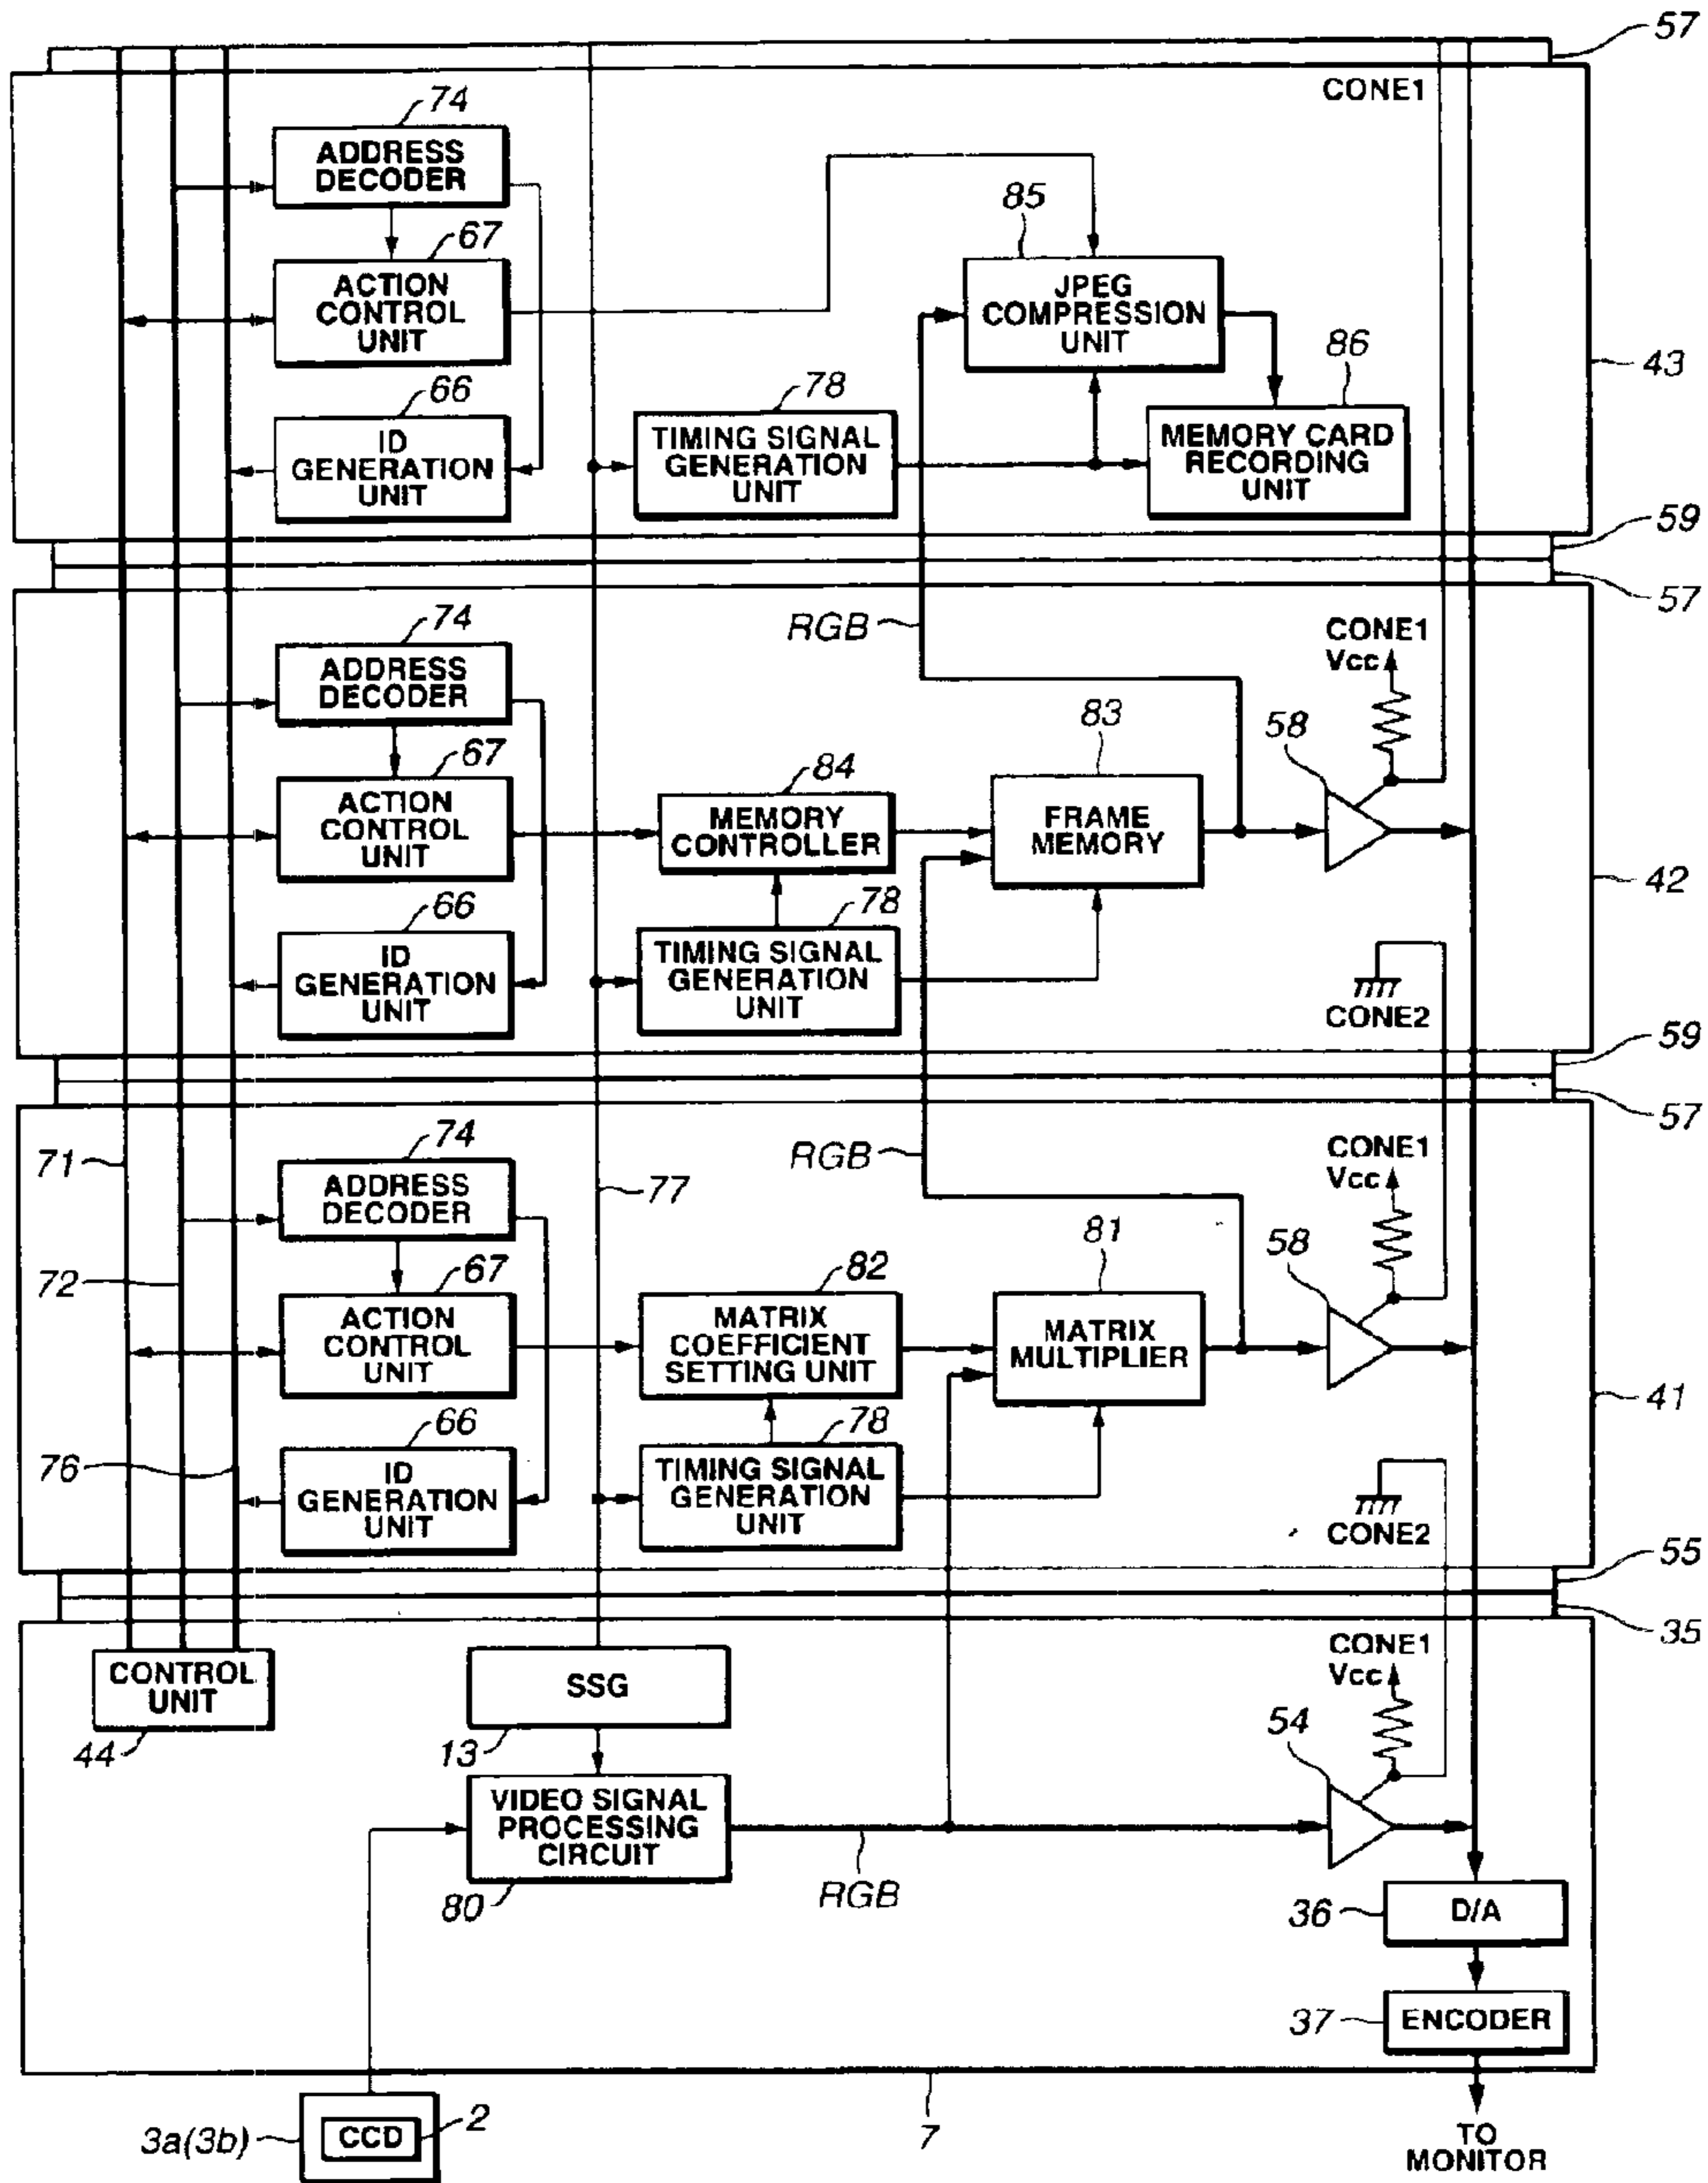 57
CONE1
74
ADDRESS
DECODER
67
ACTION
CONTROL
UNIT
85
JPEG
COMPRESSION
UNIT
86
43
66
ID
GENERATION
UNIT
78
TIMING SIGNAL
GENERATION
UNIT
MEMORY CARD
RECORDING
UNIT
59
57
RGB
CONE1
Vcc
74
ADDRESS
DECODER
67
ACTION
CONTROL
UNIT
84
MEMORY
CONTROLLER
83
FRAME
MEMORY
58
42
66
ID
GENERATION
UNIT
78
TIMING SIGNAL
GENERATION
UNIT
CONE2
59
57
71
74
ADDRESS
DECODER
77
RGB
CONE1
Vcc
72
67
ACTION
CONTROL
UNIT
82
MATRIX
COEFFICIENT
SETTING UNIT
81
MATRIX
MULTIPLIER
58
41
76
66
ID
GENERATION
UNIT
78
TIMING SIGNAL
GENERATION
UNIT
CONE2
55
35
CONTROL
UNIT
44
SSG
13
CONE1
Vcc
54
VIDEO SIGNAL
PROCESSING
CIRCUIT
80
RGB
36
D/A
37
ENCODER
3a(3b)
CCD
2
7
TO
MONITOR